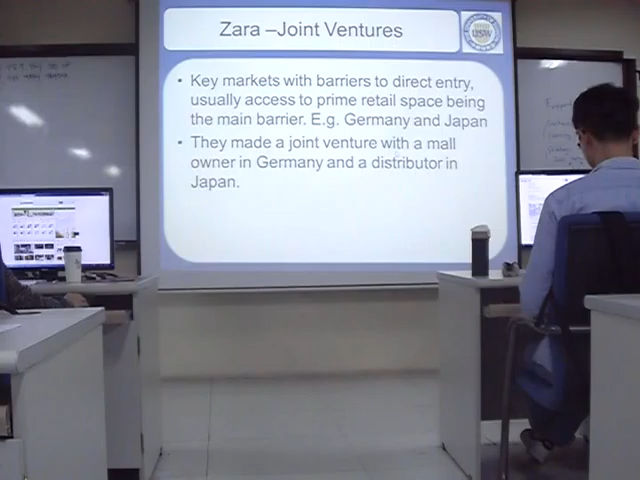 Zara –Joint Ventures
USW
• Key markets with barriers to direct entry,
usually access to prime retail space being
the main barrier. E.g. Germany and Japan
• They made a joint venture with a mall
owner in Germany and a distributor in
Japan.